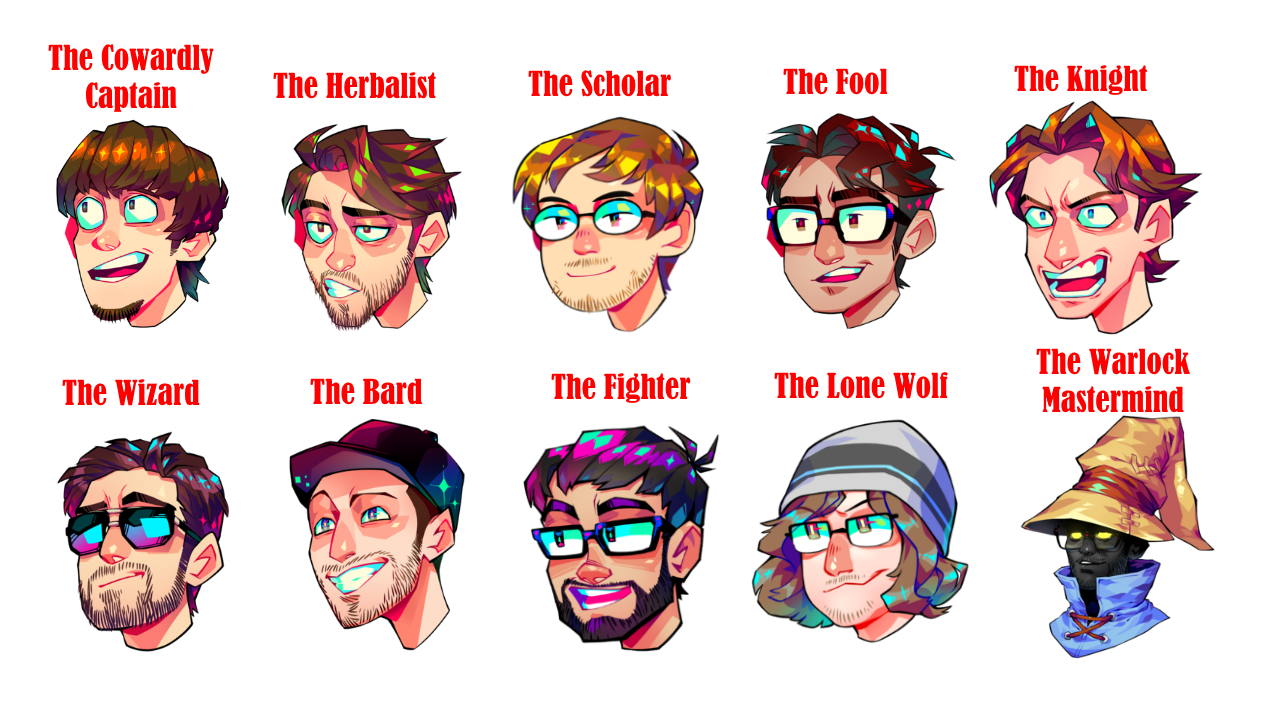 The Cowardly
Captain
The Herbalist
The Scholar
The Fool
The Knight
The Wizard
The Bard
The Fighter
The Lone Wolf
The Warlock
Mastermind